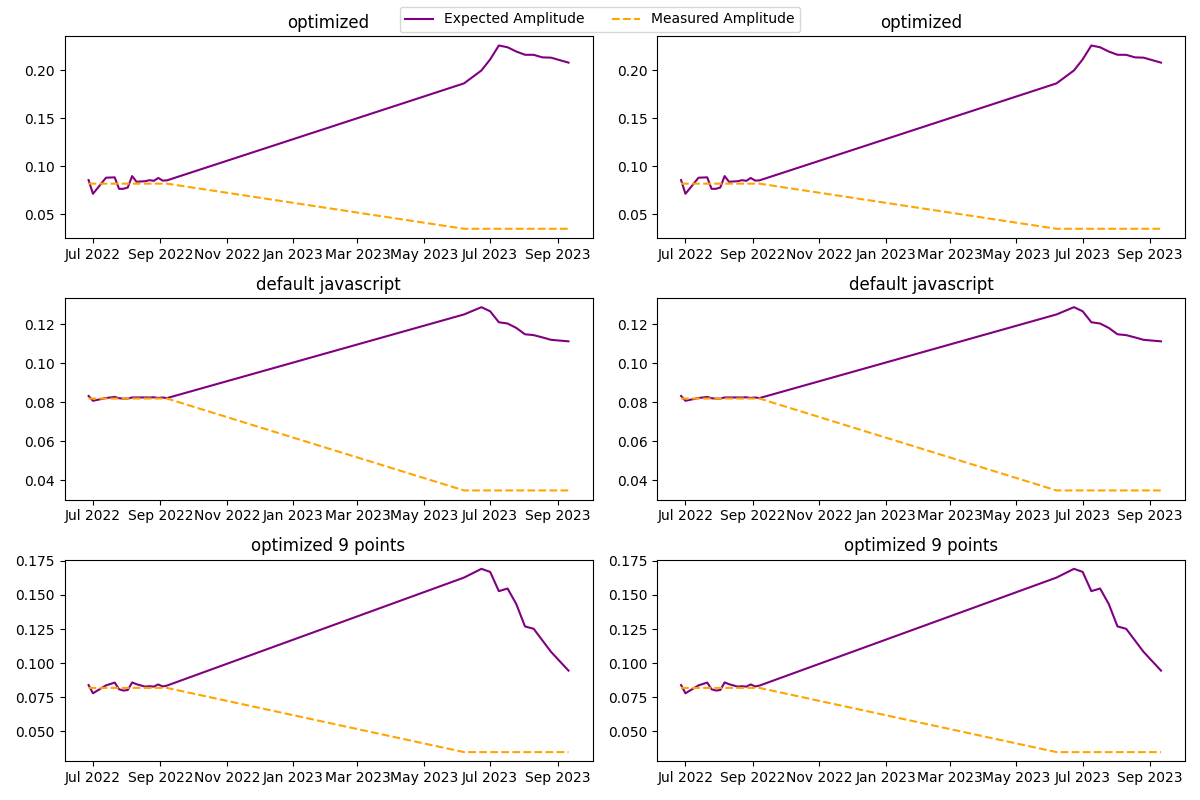 Expected Amplitude Measured Amplitude
optimized
0.20
0.15
0.10
0.05
Jul 2022 Sep 2022 Nov 2022 Jan 2023 Mar 2023 May 2023 Jul 2023 Sep 2023
optimized
0.20
0.15
0.10
0.05
Jul 2022 Sep 2022 Nov 2022 Jan 2023 Mar 2023 May 2023 Jul 2023 Sep 2023
default javascript
0.12
0.10
0.08
0.06
0.04
Jul 2022 Sep 2022 Nov 2022 Jan 2023 Mar 2023 May 2023 Jul 2023 Sep 2023
default javascript
0.12
0.10
0.08
0.06
0.04
Jul 2022 Sep 2022 Nov 2022 Jan 2023 Mar 2023 May 2023 Jul 2023 Sep 2023
optimized 9 points
0.175
0.150
0.125
0.100
0.075
0.050
Jul 2022 Sep 2022 Nov 2022 Jan 2023 Mar 2023 May 2023 Jul 2023 Sep 2023
optimized 9 points
0.175
0.150
0.125
0.100
0.075
0.050
Jul 2022 Sep 2022 Nov 2022 Jan 2023 Mar 2023 May 2023 Jul 2023 Sep 2023